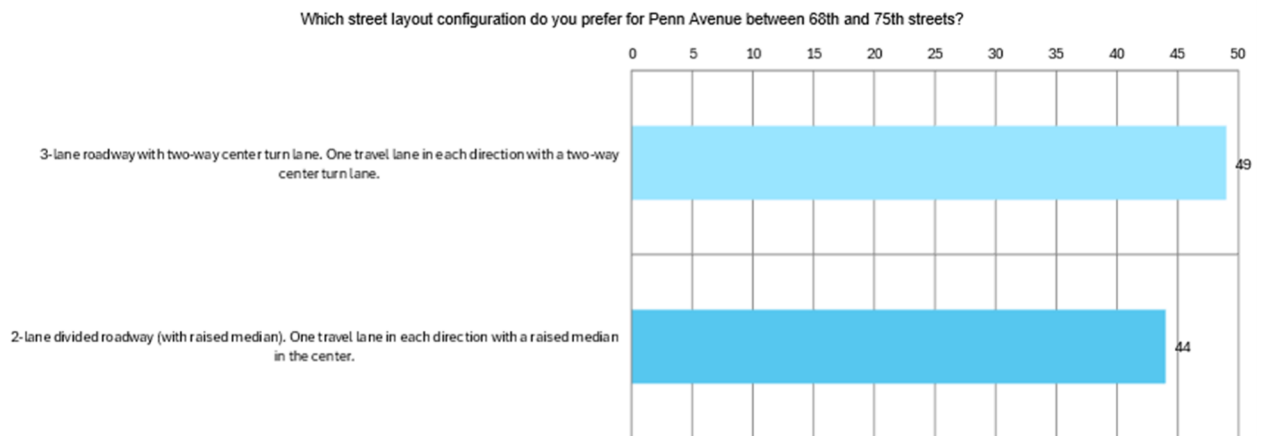 Which street layout configuration do you prefer for Penn Avenue between 68th and 75th streets?
0 5 10 15 20 25 30 35 40 45 50
3-lane roadway with two-way center turn lane. One travel lane in each direction with a two-way
center turn lane.
49
2-lane divided roadway (with raised median). One travel lane in each direction with a raised median
in the center.
44